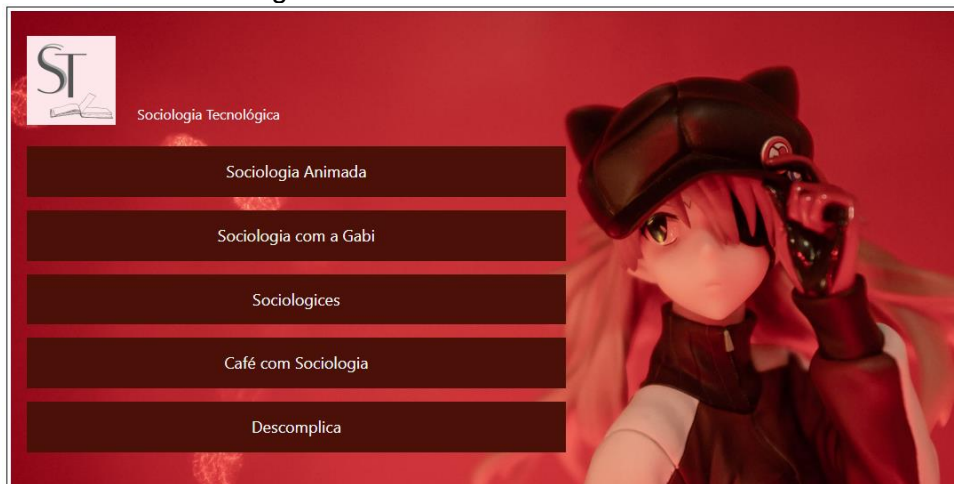 ST
Sociologia Tecnológica
Sociologia Animada
Sociologia com a Gabi
Sociologices
Café com Sociologia
Descomplica